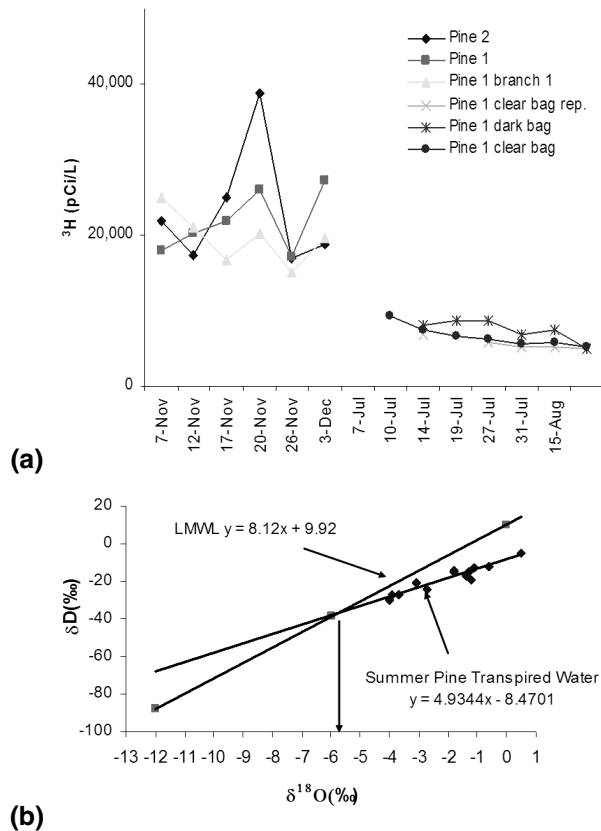 Pine 2
Pine 1
Pine 1 branch 1
Pine 1 clear bag rep.
Pine 1 dark bag
Pine 1 clear bag
³H (pCi/L)
40,000
20,000
0
7-Nov
12-Nov
17-Nov
20-Nov
26-Nov
3-Dec
7-Jul
10-Jul
14-Jul
19-Jul
27-Jul
31-Jul
15-Aug
(a)
δD(‰)
20
0
-20
-40
-60
-80
-100
LMWL y = 8.12x + 9.92
Summer Pine Transpired Water
y = 4.9344x - 8.4701
-13 -12 -11 -10 -9 -8 -7 -6 -5 -4 -3 -2 -1 0 1
δ¹⁸O(‰)
(b)